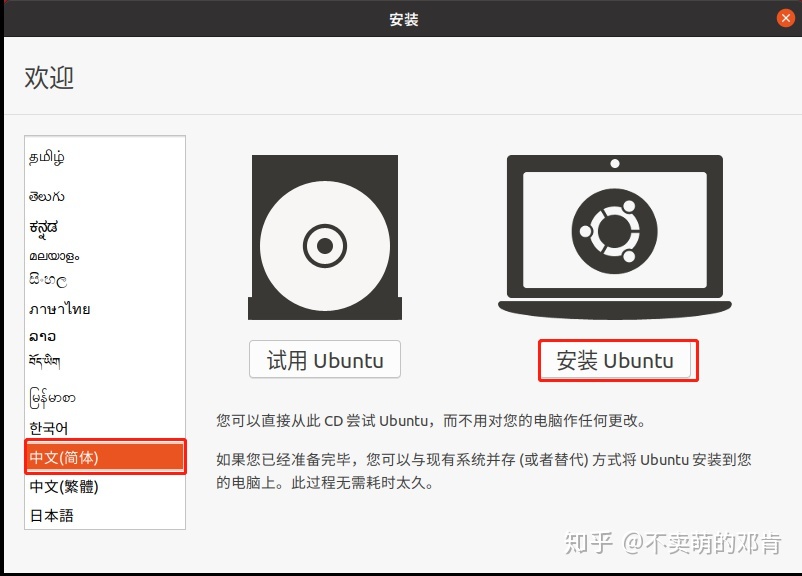 安装
欢迎
தமிழ்
తెలుగు
ಕನ್ನಡ
മലയാളം
සිංහල
ภาษาไทย
ລາວ
བོད་ཡིག
မြန်မာစာ
한국어
中文(简体)
中文(繁體)
日本語
试用 Ubuntu
安装 Ubuntu
您可以直接从此 CD 尝试 Ubuntu，而不用对您的电脑作任何更改。
如果您已经准备完毕，您可以与现有系统并存 (或者替代) 方式将 Ubuntu 安装到您
的电脑上。此过程无需耗时太久。
知乎 @不卖萌的邓肯